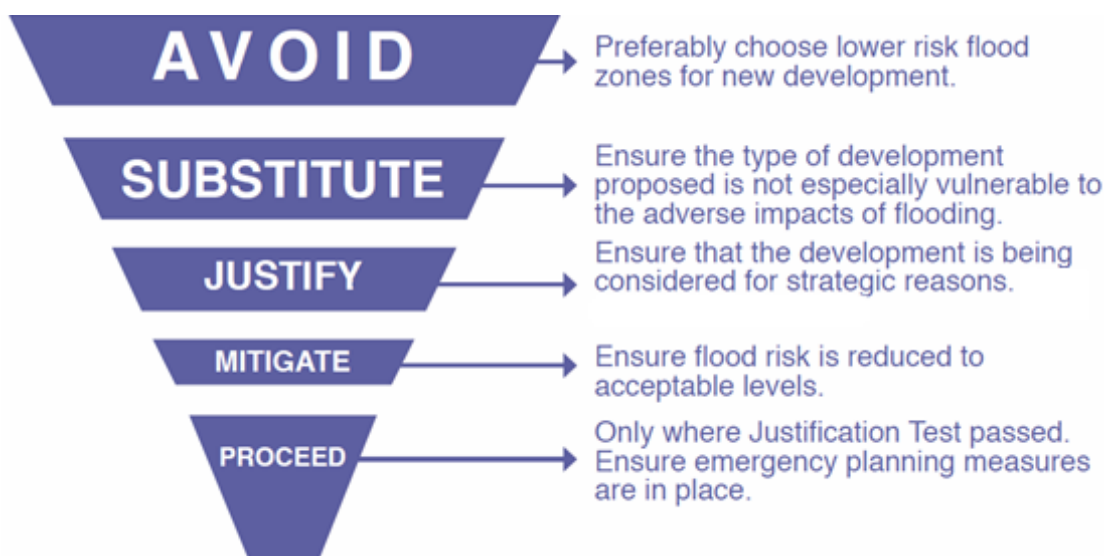 AVOID
Preferably choose lower risk flood
zones for new development.
SUBSTITUTE
Ensure the type of development
proposed is not especially vulnerable to
the adverse impacts of flooding.
JUSTIFY
Ensure that the development is being
considered for strategic reasons.
MITIGATE
Ensure flood risk is reduced to
acceptable levels.
PROCEED
Only where Justification Test passed.
Ensure emergency planning measures
are in place.